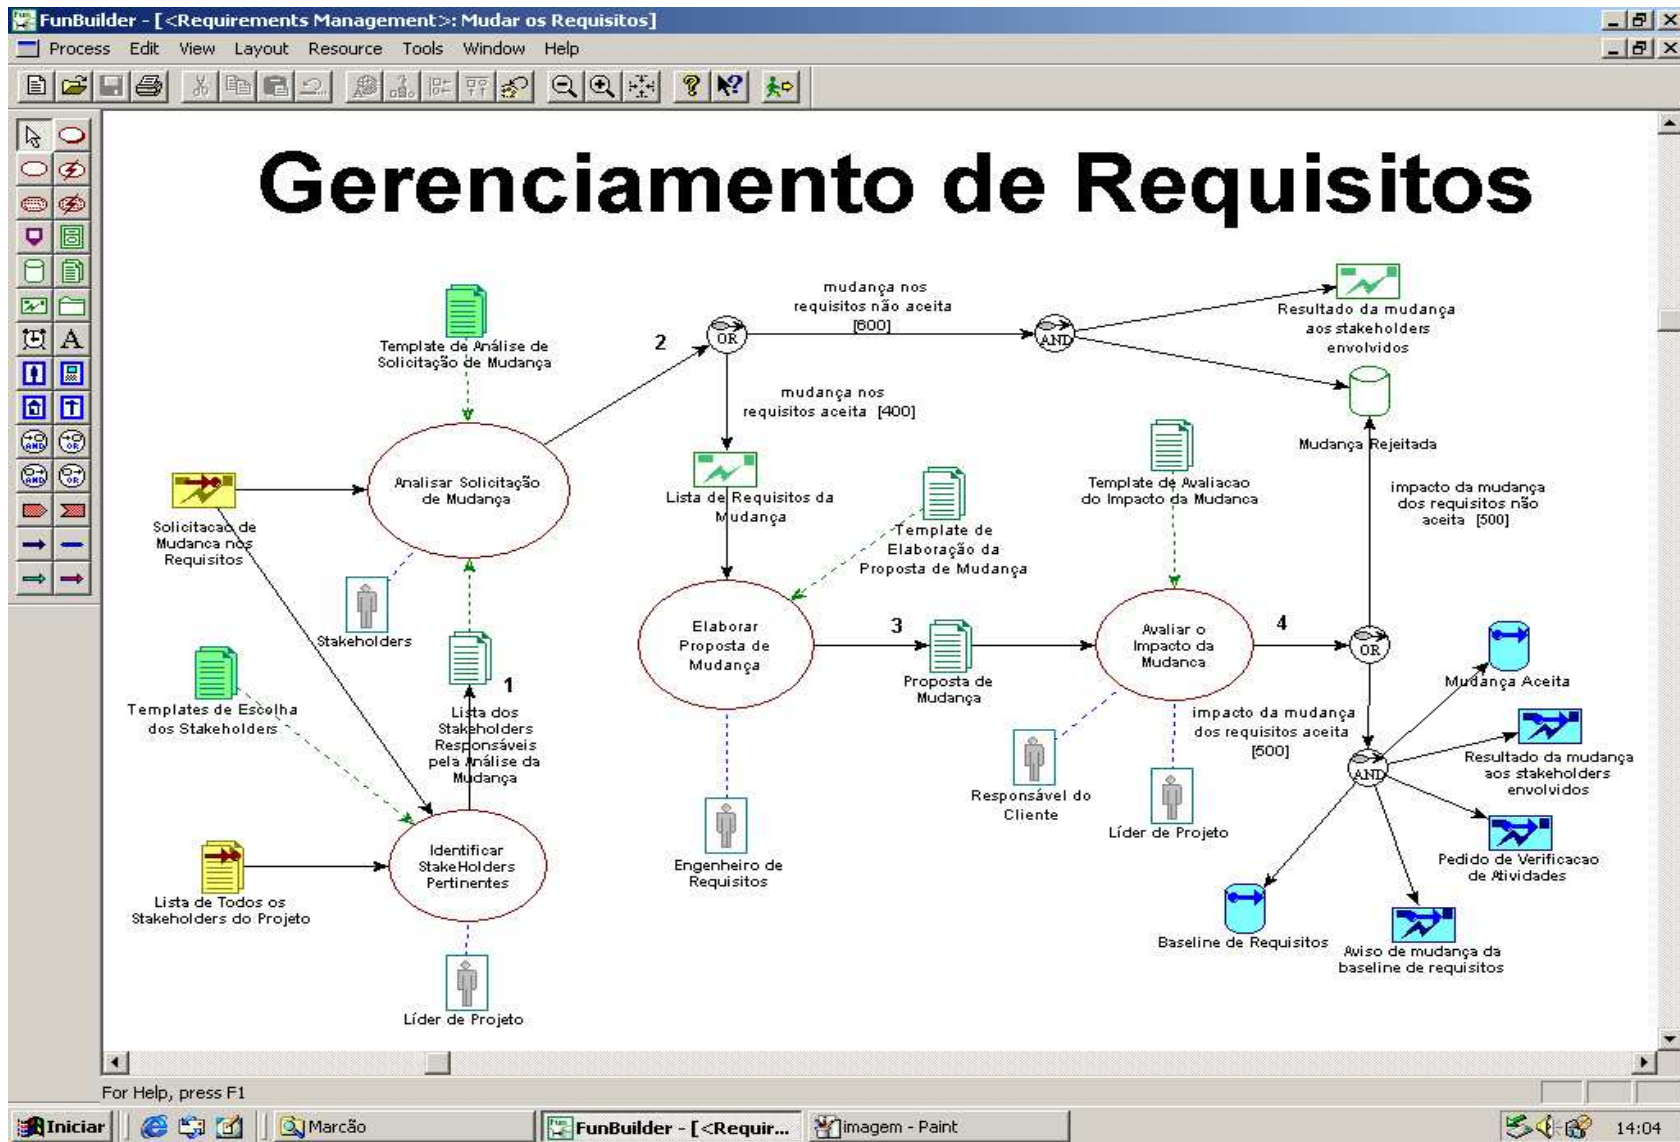 FunBuilder - [<Requirements Management>: Mudar os Requisitos]
Process Edit View Layout Resource Tools Window Help
A
AND OR
AND OR
Gerenciamento de Requisitos
Template de Análise de
Solicitação de Mudança
2
OR
mudança nos
requisitos não aceita
[600]
AND
Resultado da mudança
aos stakeholders
envolvidos
mudança nos
requisitos aceita [400]
Mudança Rejeitada
Analisar Solicitação
de Mudança
Lista de Requisitos da
Mudança
Template de Avaliacao
do Impacto da Mudanca
impacto da mudança
dos requisitos não
aceita [500]
Solicitacao de
Mudanca nos
Requisitos
Template de
Elaboração da
Proposta de Mudança
Stakeholders
Elaborar
Proposta de
Mudança
3
Proposta de
Mudança
Avaliar o
Impacto da
Mudanca
4
OR
Mudança Aceita
Templates de Escolha
dos Stakeholders
1
Lista dos
Stakeholders
Responsáveis
pela Análise da
Mudança
impacto da mudança
dos requisitos aceita
[500]
AND
Resultado da mudança
aos stakeholders
envolvidos
Responsável do
Cliente
Líder de Projeto
Identificar
StakeHolders
Pertinentes
Engenheiro de
Requisitos
Pedido de Verificacao
de Atividades
Lista de Todos os
Stakeholders do Projeto
Baseline de Requisitos
Aviso de mudança da
baseline de requisitos
Líder de Projeto
For Help, press F1
Iniciar
Marcão
FunBuilder - [<Requir...
imagem - Paint
14:04